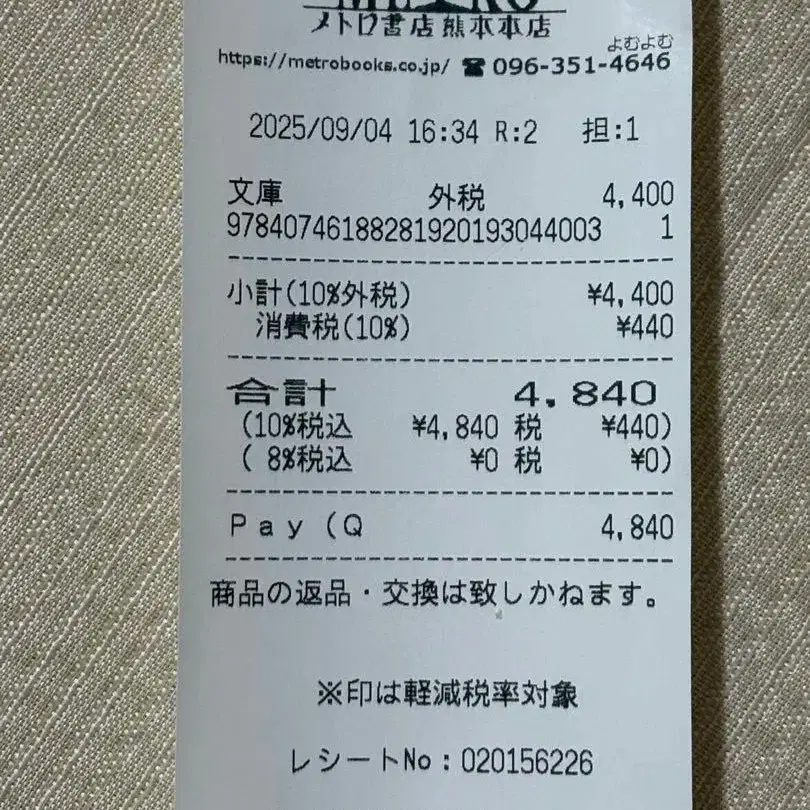 メトロ書店熊本本店
よむよむ
https://metrobooks.co.jp/ ☎ 096-351-4646
2025/09/04 16:34 R:2 担:1
文庫 外税 4,400
97840746188281920193044003 1
小計(10%外税) ¥4,400
消費税(10%) ¥440
合計 4,840
(10%税込 ¥4,840 税 ¥440)
( 8%税込 ¥0 税 ¥0)
Pay(Q 4,840
商品の返品・交換は致しかねます。
※印は軽減税率対象
レシートNo:020156226